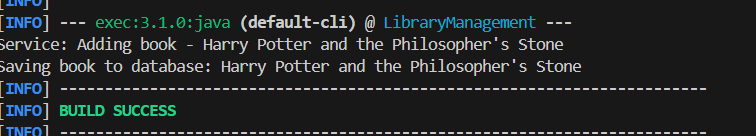 [INFO]
[INFO] --- exec:3.1.0:java (default-cli) @ LibraryManagement ---
Service: Adding book - Harry Potter and the Philosopher's Stone
Saving book to database: Harry Potter and the Philosopher's Stone
[INFO] ------------------------------------------------------------------------
[INFO] BUILD SUCCESS
[INFO] ------------------------------------------------------------------------